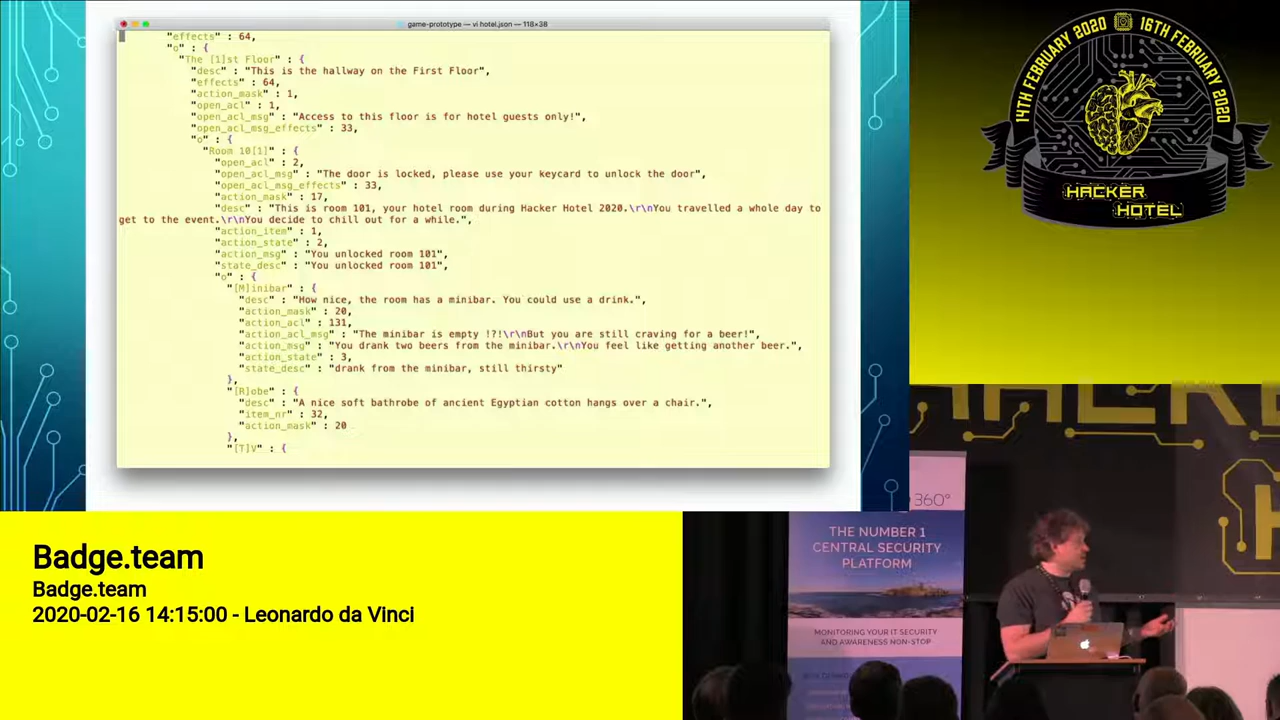 game-prototype — vi hotel.json — 118×38
"effects" : 64,
"o" : {
"The [1]st Floor" : {
"desc" : "This is the hallway on the First Floor",
"effects" : 64,
"action_mask" : 1,
"open_acl" : 1,
"open_acl_msg" : "Access to this floor is for hotel guests only!",
"open_acl_msg_effects" : 33,
"o" : {
"Room 10[1]" : {
"open_acl" : 2,
"open_acl_msg" : "The door is locked, please use your keycard to unlock the door",
"open_acl_msg_effects" : 33,
"action_mask" : 17,
"desc" : "This is room 101, your hotel room during Hacker Hotel 2020.\r\nYou travelled a whole day to
get to the event.\r\nYou decide to chill out for a while.",
"action_item" : 1,
"action_state" : 2,
"action_msg" : "You unlocked room 101",
"state_desc" : "You unlocked room 101",
"o" : {
"[M]inibar" : {
"desc" : "How nice, the room has a minibar. You could use a drink.",
"action_mask" : 20,
"action_acl" : 131,
"action_acl_msg" : "The minibar is empty !?!\r\nBut you are still craving for a beer!",
"action_msg" : "You drank two beers from the minibar.\r\nYou feel like getting another beer.",
"action_state" : 3,
"state_desc" : "drank from the minibar, still thirsty"
},
"[R]obe" : {
"desc" : "A nice soft bathrobe of ancient Egyptian cotton hangs over a chair.",
"item_nr" : 32,
"action_mask" : 20
},
"[T]V" : {
14TH FEBRUARY 2020 16TH FEBRUARY 2020
HACKER
HOTEL
HACKE
360°
THE NUMBER 1
CENTRAL SECURITY
PLATFORM
MONITORING YOUR IT SECURITY
AND AWARENESS NON-STOP
Badge.team
Badge.team
2020-02-16 14:15:00 - Leonardo da Vinci